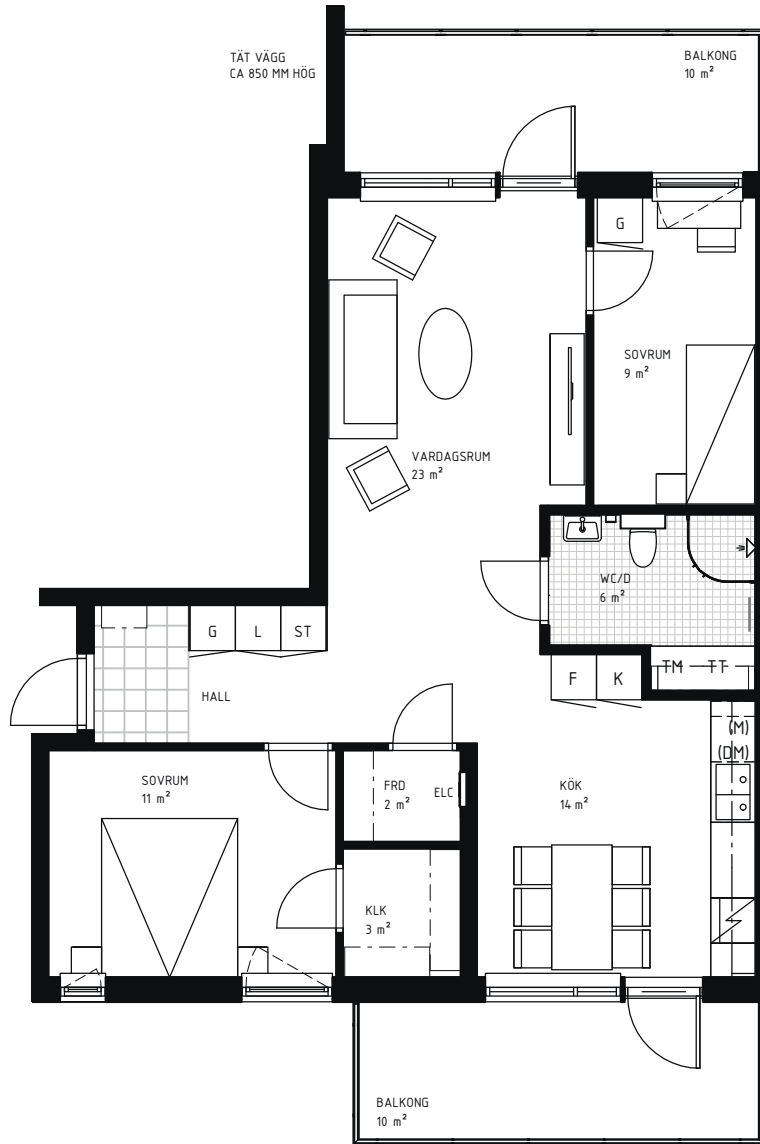 TÄT VÄGG
CA 850 MM HÖG
BALKONG
10 m²
G
SOVRUM
9 m²
VARDAGSRUM
23 m²
WC/D
6 m²
G L ST
HALL
F K
TM TT
(M)
(DM)
SOVRUM
11 m²
FRD
2 m²
ELC
KÖK
14 m²
KLK
3 m²
BALKONG
10 m²